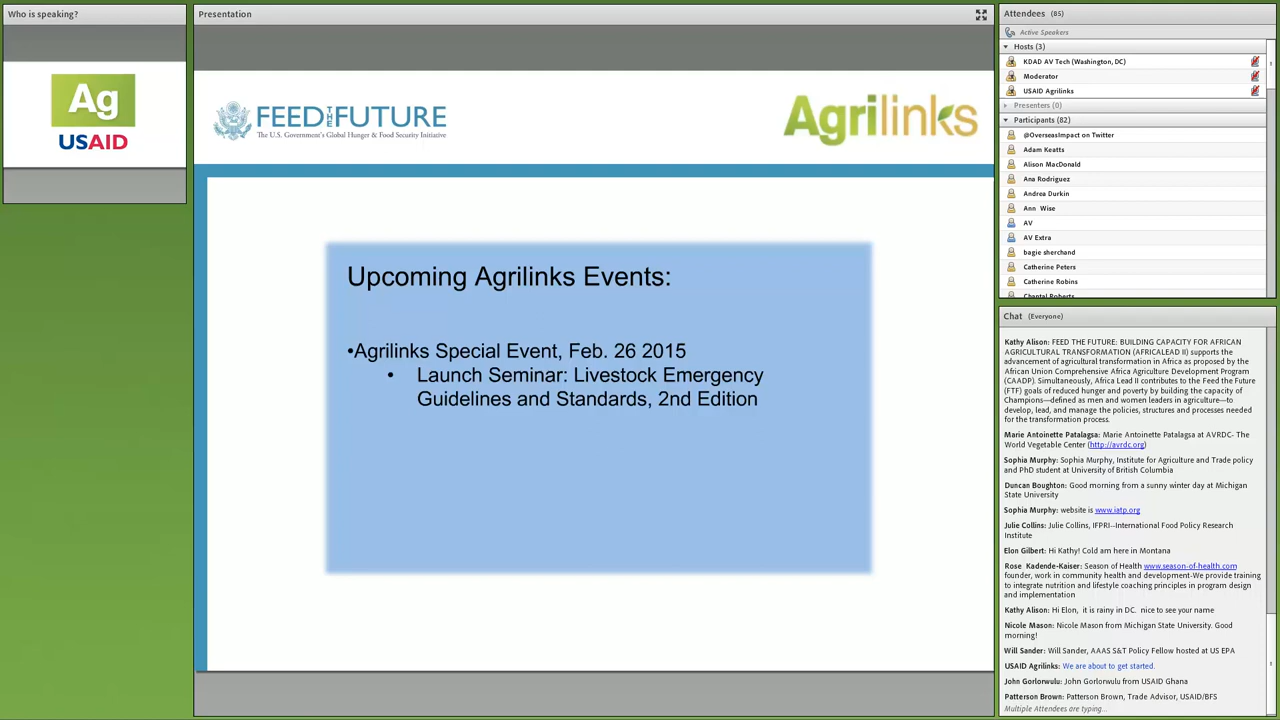 Who is speaking?
Ag
USAID
Presentation
FEED THE FUTURE
The U.S. Government's Global Hunger & Food Security Initiative
Agrilinks
Upcoming Agrilinks Events:
•Agrilinks Special Event, Feb. 26 2015
• Launch Seminar: Livestock Emergency
Guidelines and Standards, 2nd Edition
Attendees (85)
Active Speakers
Hosts (3)
KDAD AV Tech (Washington, DC)
Moderator
USAID Agrilinks
Presenters (0)
Participants (82)
@OverseasImpact on Twitter
Adam Keatts
Alison MacDonald
Ana Rodriguez
Andrea Durkin
Ann Wise
AV
AV Extra
bagie sherchand
Catherine Peters
Catherine Robins
Chantal Roberts
Chat (Everyone)
Kathy Alison: FEED THE FUTURE: BUILDING CAPACITY FOR AFRICAN
AGRICULTURAL TRANSFORMATION (AFRICALEAD II) supports the
advancement of agricultural transformation in Africa as proposed by the
African Union Comprehensive Africa Agriculture Development Program
(CAADP). Simultaneously, Africa Lead II contributes to the Feed the Future
(FTF) goals of reduced hunger and poverty by building the capacity of
Champions—defined as men and women leaders in agriculture—to
develop, lead, and manage the policies, structures and processes needed
for the transformation process.
Marie Antoinette Patalagsa: Marie Antoinette Patalagsa at AVRDC- The
World Vegetable Center (http://avrdc.org)
Sophia Murphy: Sophia Murphy, Institute for Agriculture and Trade policy
and PhD student at University of British Columbia
Duncan Boughton: Good morning from a sunny winter day at Michigan
State University
Sophia Murphy: website is www.iatp.org
Julie Collins: Julie Collins, IFPRI--International Food Policy Research
Institute
Elon Gilbert: Hi Kathy! Cold am here in Montana
Rose Kadende-Kaiser: Season of Health www.season-of-health.com
founder, work in community health and development-We provide training
to integrate nutrition and lifestyle coaching principles in program design
and implementation
Kathy Alison: Hi Elon, it is rainy in DC. nice to see your name
Nicole Mason: Nicole Mason from Michigan State University. Good
morning!
Will Sander: Will Sander, AAAS S&T Policy Fellow hosted at US EPA
USAID Agrilinks: We are about to get started.
John Gorlorwulu: John Gorlorwulu from USAID Ghana
Patterson Brown: Patterson Brown, Trade Advisor, USAID/BFS
Multiple Attendees are typing...